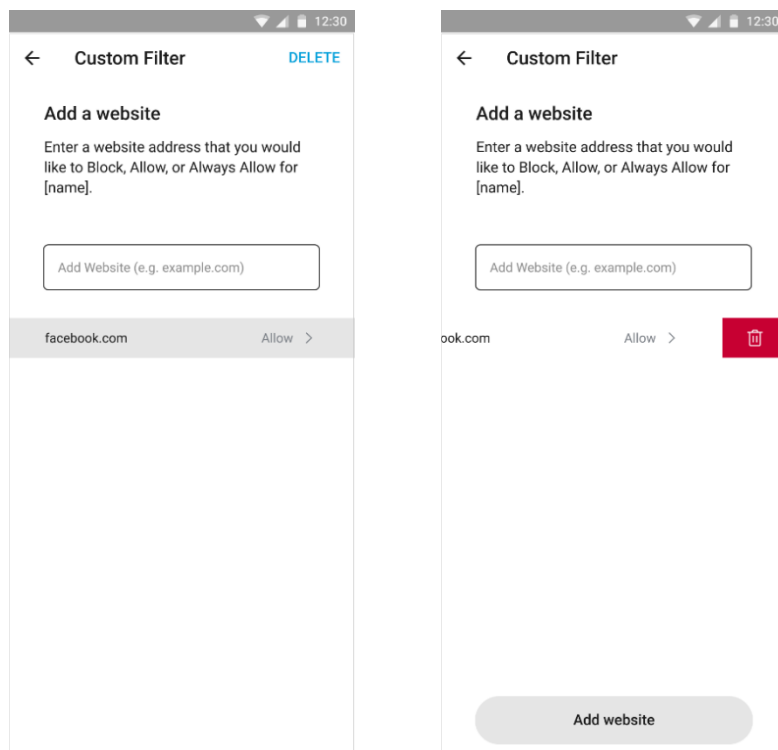 12:30
Custom Filter DELETE
Add a website
Enter a website address that you would
like to Block, Allow, or Always Allow for
[name].
Add Website (e.g. example.com)
facebook.com Allow
12:30
Custom Filter
Add a website
Enter a website address that you would
like to Block, Allow, or Always Allow for
[name].
Add Website (e.g. example.com)
ook.com Allow
Add website